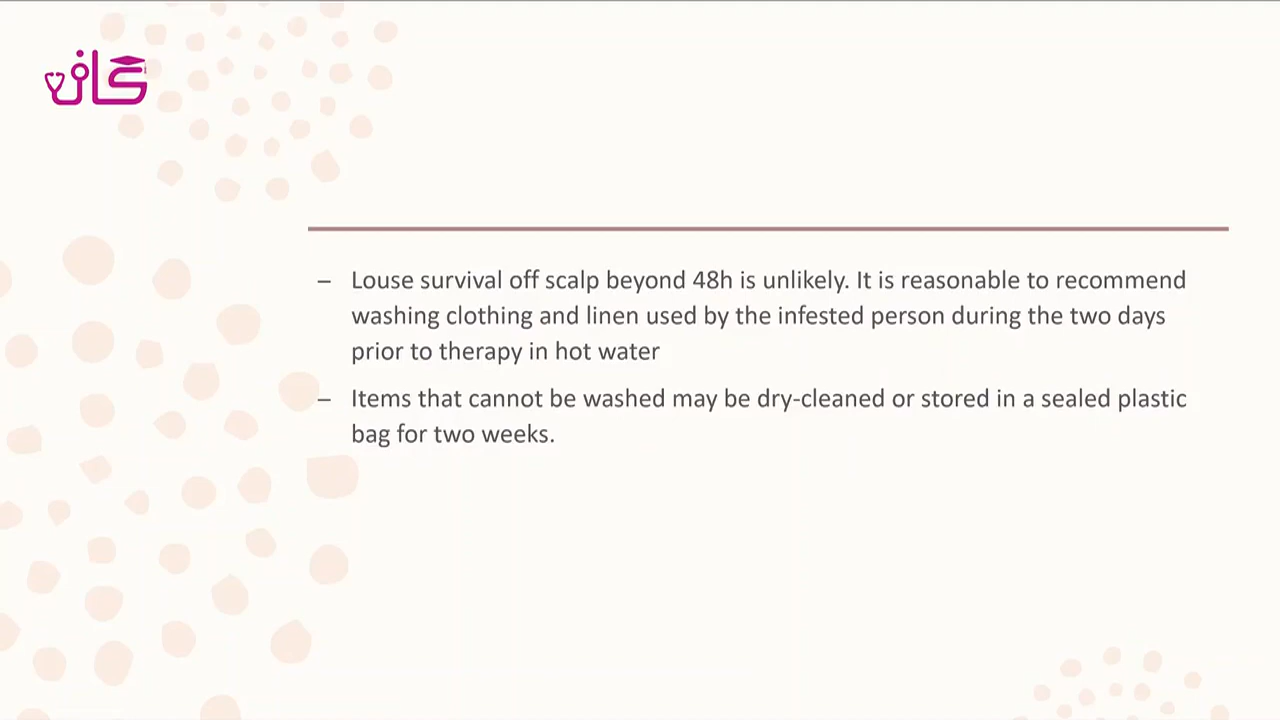 كان
– Louse survival off scalp beyond 48h is unlikely. It is reasonable to recommend
washing clothing and linen used by the infested person during the two days
prior to therapy in hot water
– Items that cannot be washed may be dry-cleaned or stored in a sealed plastic
bag for two weeks.